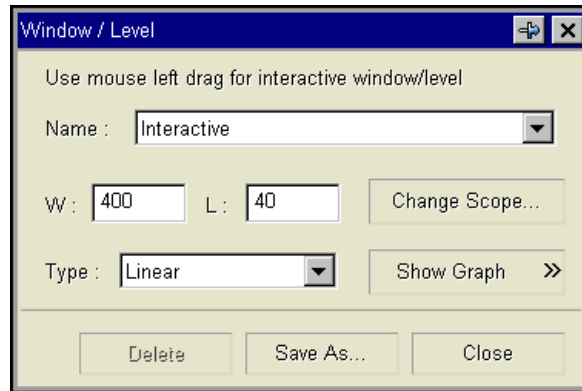 Window / Level
Use mouse left drag for interactive window/level
Name : Interactive
W : 400 L : 40 Change Scope...
Type : Linear Show Graph »
Delete Save As... Close